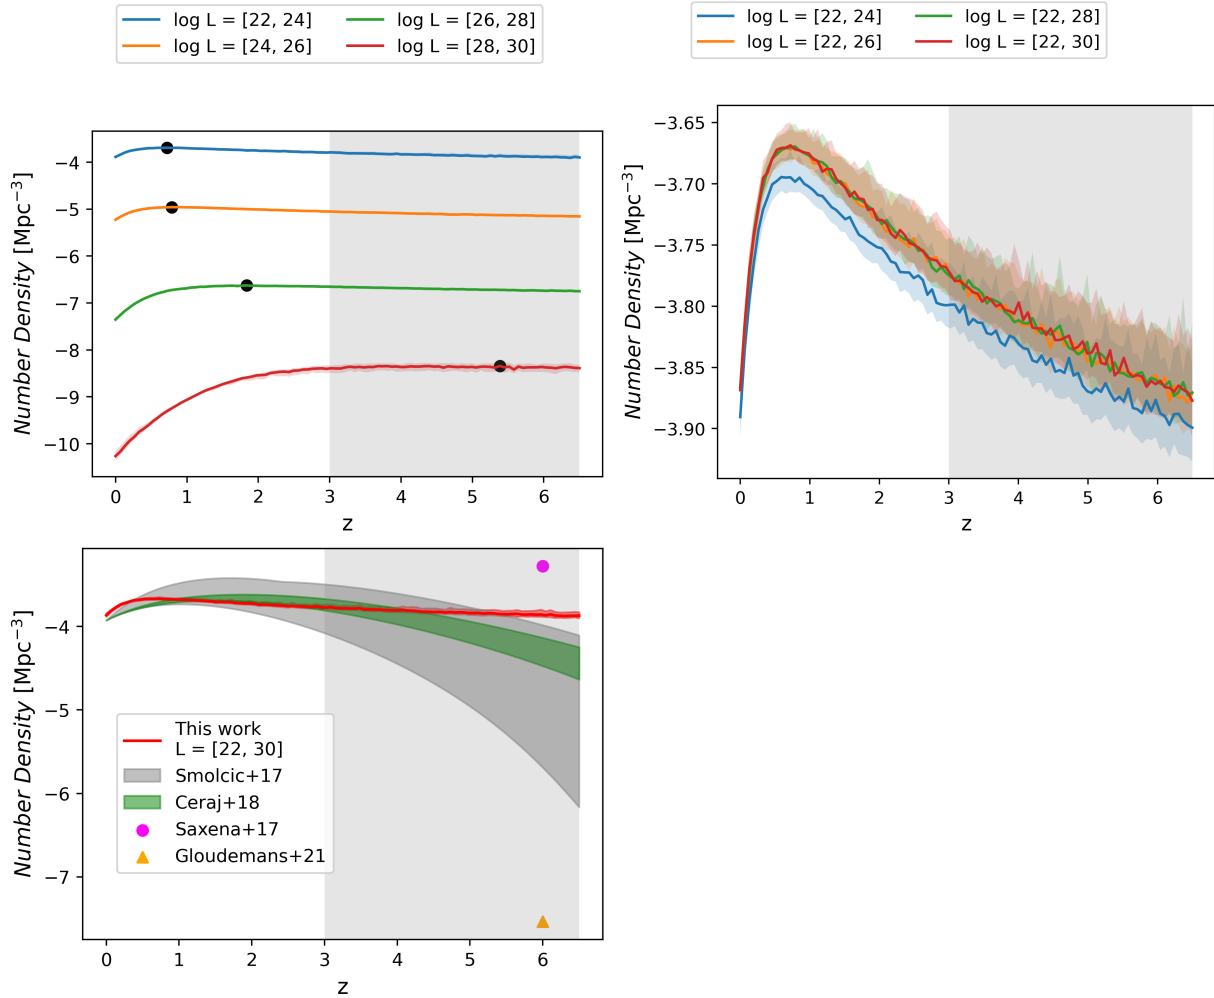 log L = [22, 24]
log L = [24, 26]
log L = [26, 28]
log L = [28, 30]
Number Density [Mpc⁻³]
−4
−5
−6
−7
−8
−9
−10
0 1 2 3 4 5 6
z
log L = [22, 24]
log L = [22, 26]
log L = [22, 28]
log L = [22, 30]
Number Density [Mpc⁻³]
−3.65
−3.70
−3.75
−3.80
−3.85
−3.90
0 1 2 3 4 5 6
z
Number Density [Mpc⁻³]
−4
−5
−6
−7
This work
L = [22, 30]
Smolcic+17
Ceraj+18
Saxena+17
Gloudemans+21
0 1 2 3 4 5 6
z